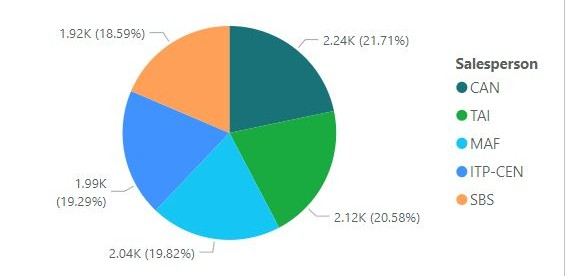 1.92K (18.59%)
2.24K (21.71%)
1.99K
(19.29%)
2.12K (20.58%)
2.04K (19.82%)
Salesperson
CAN
TAI
MAF
ITP-CEN
SBS